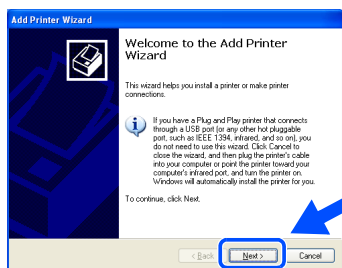 Add Printer Wizard
Welcome to the Add Printer
Wizard
This wizard helps you install a printer or make printer
connections.
If you have a Plug and Play printer that connects
through a USB port (or any other hot pluggable
port, such as IEEE 1394, infrared, and so on), you
do not need to use this wizard. Click Cancel to
close the wizard, and then plug the printer's cable
into your computer or point the printer toward your
computer's infrared port, and turn the printer on.
Windows will automatically install the printer for you.
To continue, click Next.
< Back
Next >
Cancel